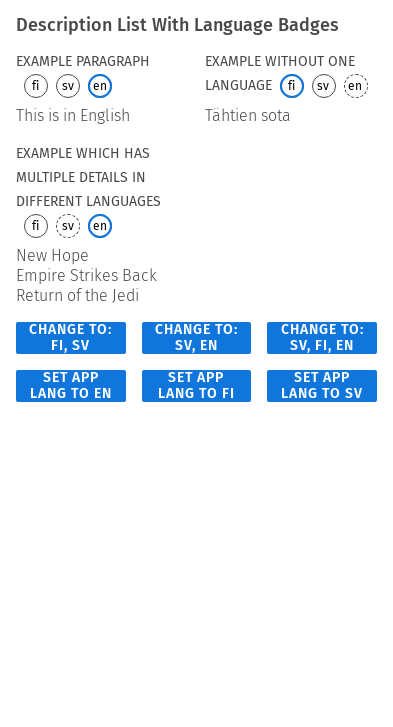 Description List With Language Badges
EXAMPLE PARAGRAPH
fi sv en
This is in English
EXAMPLE WITHOUT ONE
LANGUAGE fi sv en
Tähtien sota
EXAMPLE WHICH HAS
MULTIPLE DETAILS IN
DIFFERENT LANGUAGES
fi sv en
New Hope
Empire Strikes Back
Return of the Jedi
CHANGE TO:
FI, SV
CHANGE TO:
SV, EN
CHANGE TO:
SV, FI, EN
SET APP
LANG TO EN
SET APP
LANG TO FI
SET APP
LANG TO SV